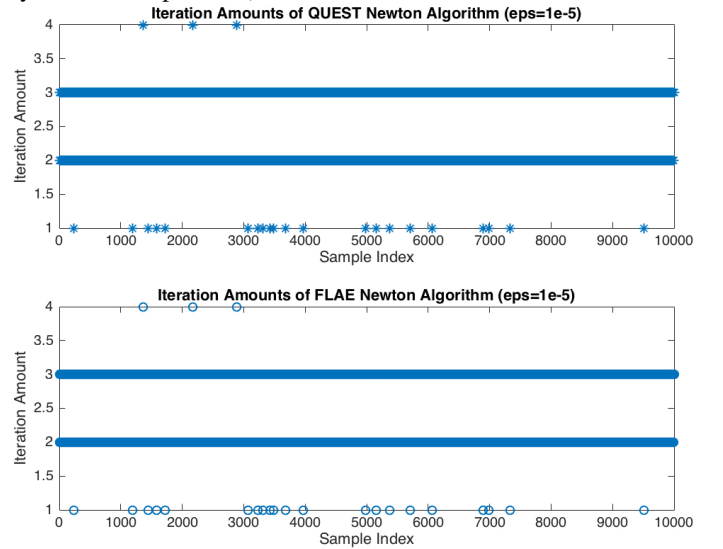 Iteration Amounts of QUEST Newton Algorithm (eps=1e-5)
4
3.5
3
2.5
2
1.5
1
Iteration Amount
0 1000 2000 3000 4000 5000 6000 7000 8000 9000 10000
Sample Index
Iteration Amounts of FLAE Newton Algorithm (eps=1e-5)
4
3.5
3
2.5
2
1.5
1
Iteration Amount
0 1000 2000 3000 4000 5000 6000 7000 8000 9000 10000
Sample Index